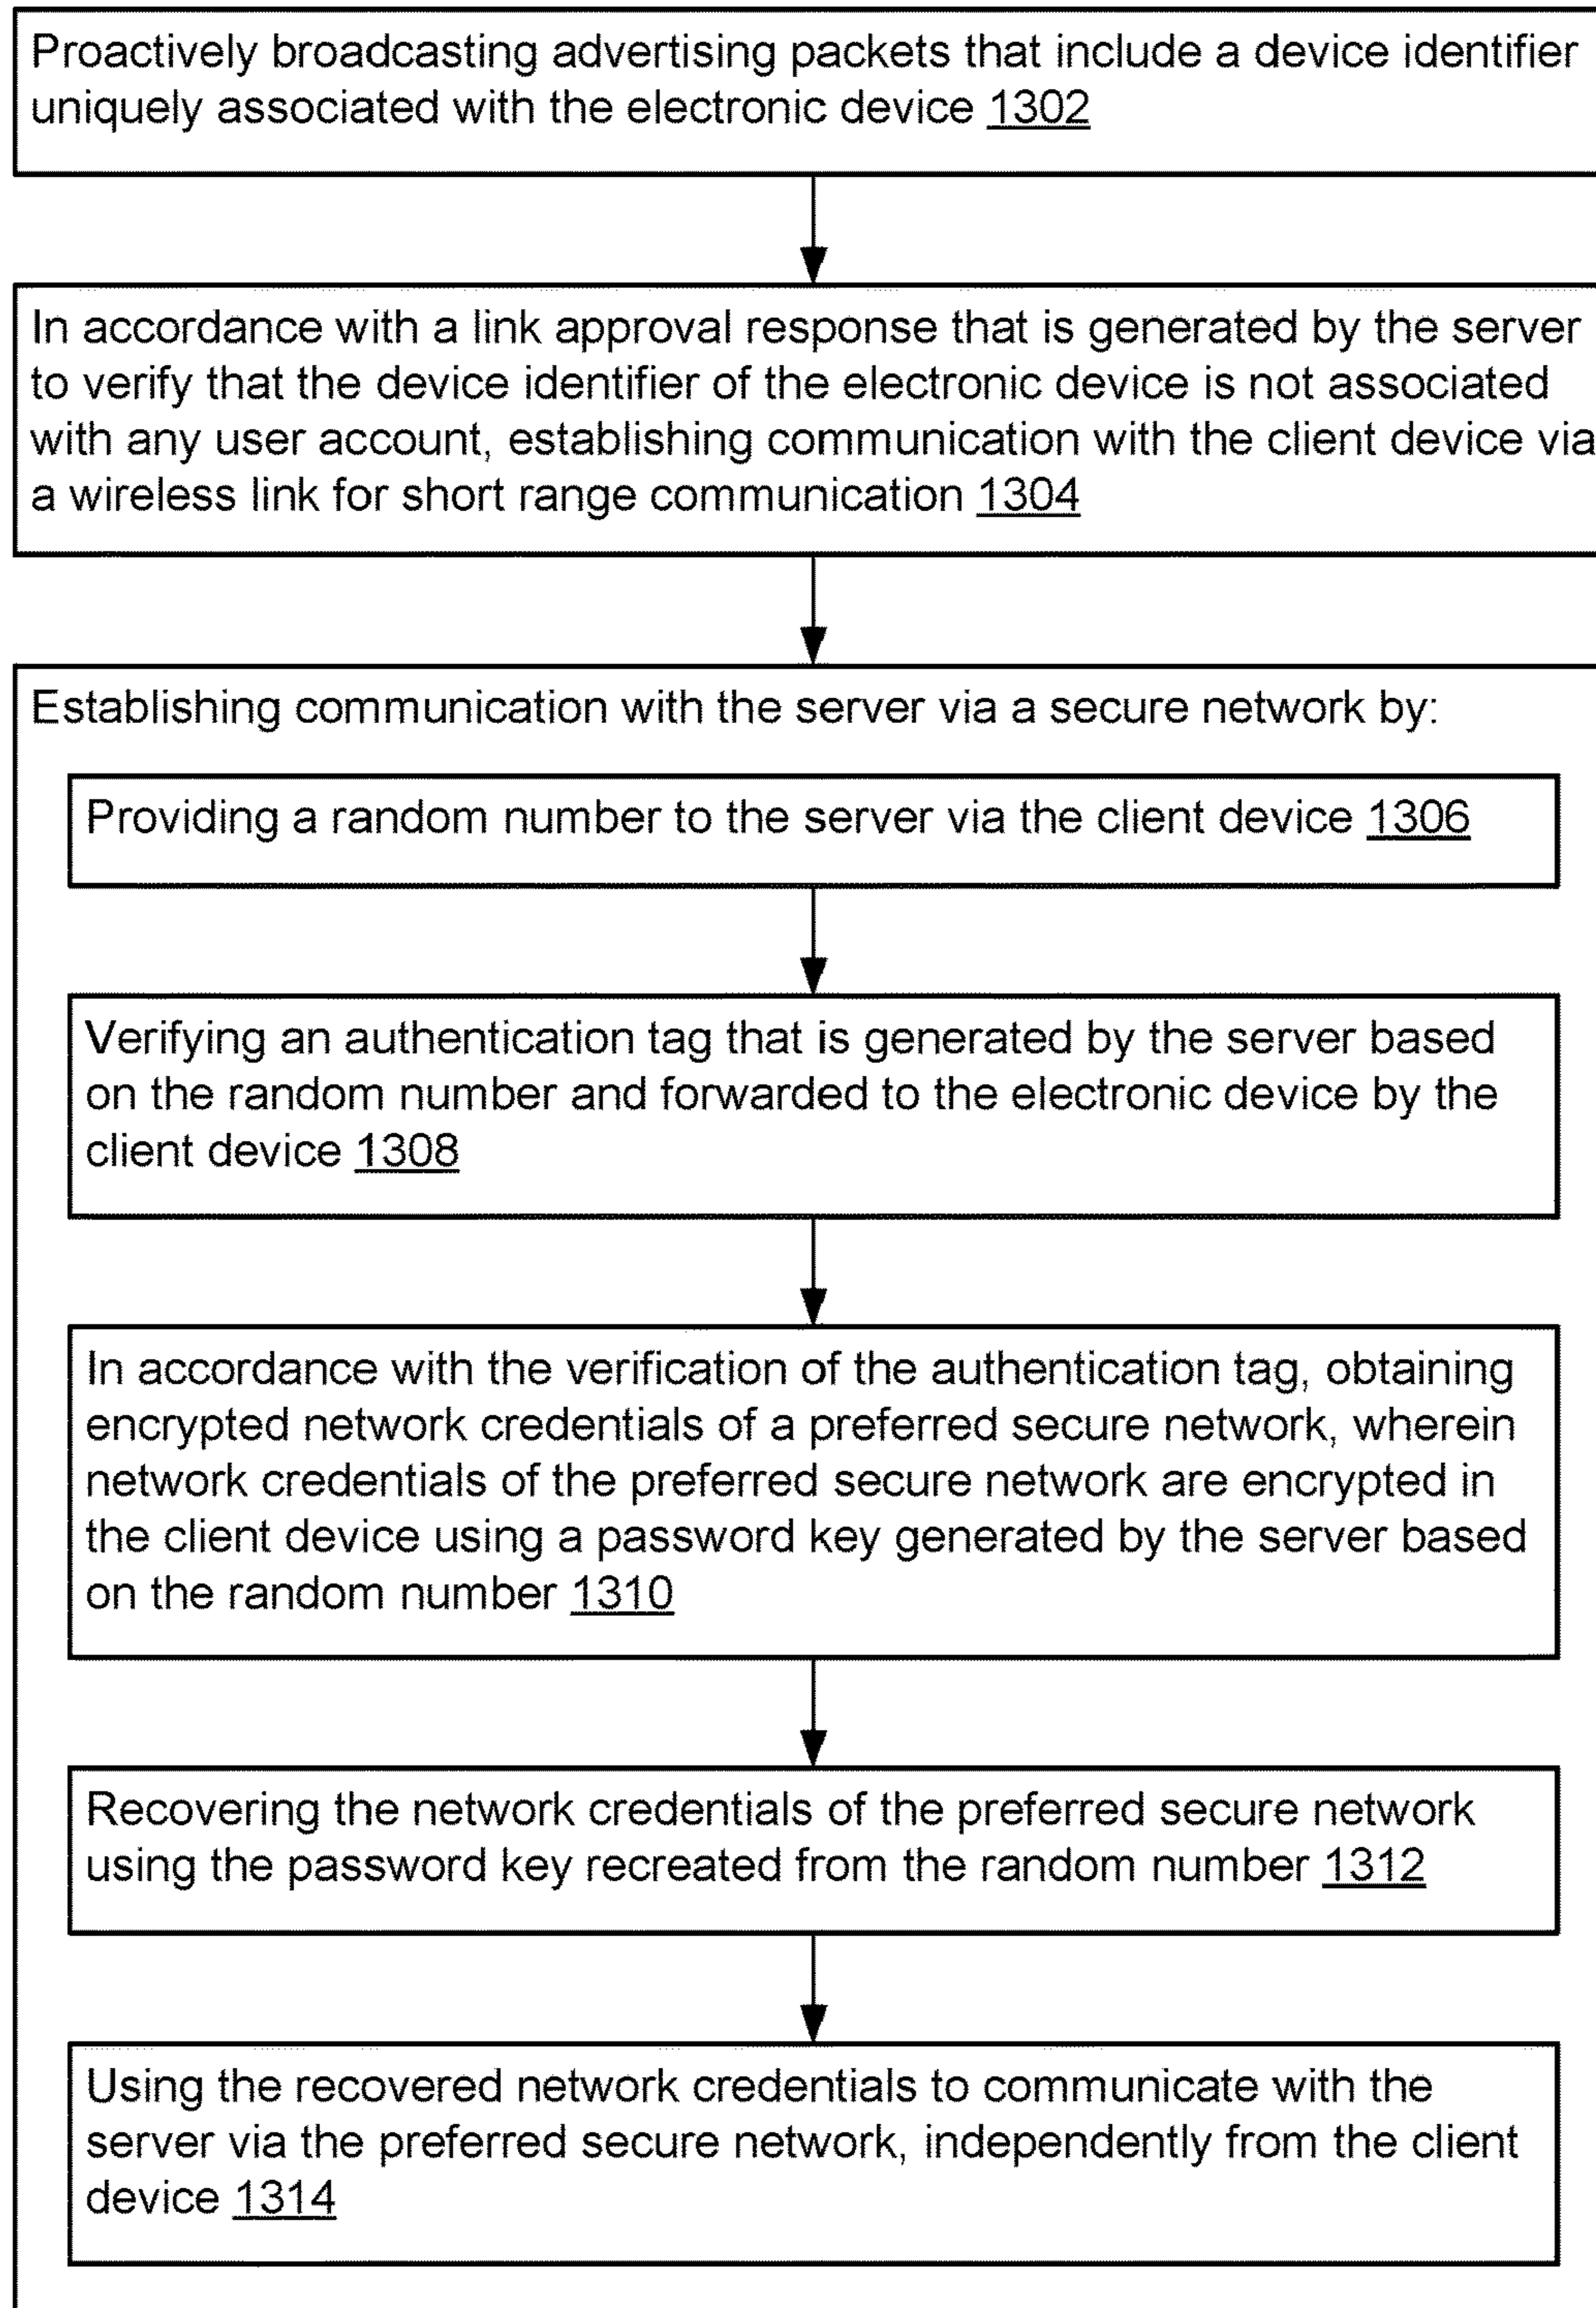 Proactively broadcasting advertising packets that include a device identifier
uniquely associated with the electronic device 1302
In accordance with a link approval response that is generated by the server
to verify that the device identifier of the electronic device is not associated
with any user account, establishing communication with the client device via
a wireless link for short range communication 1304
Establishing communication with the server via a secure network by:
Providing a random number to the server via the client device 1306
Verifying an authentication tag that is generated by the server based
on the random number and forwarded to the electronic device by the
client device 1308
In accordance with the verification of the authentication tag, obtaining
encrypted network credentials of a preferred secure network, wherein
network credentials of the preferred secure network are encrypted in
the client device using a password key generated by the server based
on the random number 1310
Recovering the network credentials of the preferred secure network
using the password key recreated from the random number 1312
Using the recovered network credentials to communicate with the
server via the preferred secure network, independently from the client
device 1314